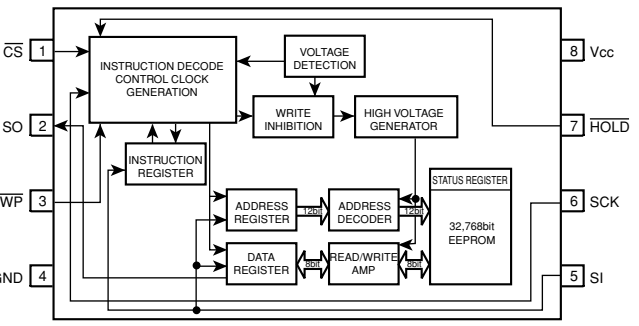 CS 1
SO 2
WP 3
GND 4
8 Vcc
7 HOLD
6 SCK
5 SI
INSTRUCTION DECODE
CONTROL CLOCK
GENERATION
VOLTAGE
DETECTION
WRITE
INHIBITION
HIGH VOLTAGE
GENERATOR
INSTRUCTION
REGISTER
ADDRESS
REGISTER
12bit
ADDRESS
DECODER
12bit
DATA
REGISTER
8bit
READ/WRITE
AMP
8bit
STATUS REGISTER
32,768bit
EEPROM